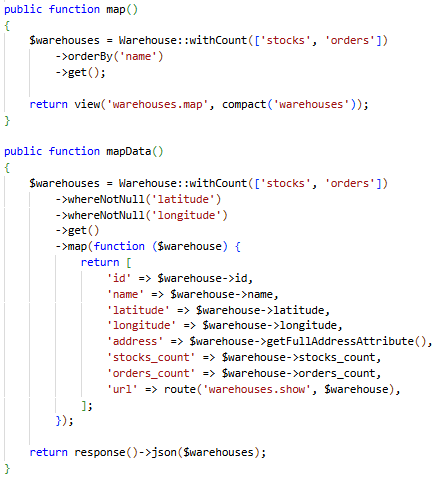 public function map()
{
    $warehouses = Warehouse::withCount(['stocks', 'orders'])
        ->orderBy('name')
        ->get();

    return view('warehouses.map', compact('warehouses'));
}

public function mapData()
{
    $warehouses = Warehouse::withCount(['stocks', 'orders'])
        ->whereNotNull('latitude')
        ->whereNotNull('longitude')
        ->get()
        ->map(function ($warehouse) {
            return [
                'id' => $warehouse->id,
                'name' => $warehouse->name,
                'latitude' => $warehouse->latitude,
                'longitude' => $warehouse->longitude,
                'address' => $warehouse->getFullAddressAttribute(),
                'stocks_count' => $warehouse->stocks_count,
                'orders_count' => $warehouse->orders_count,
                'url' => route('warehouses.show', $warehouse),
            ];
        });

    return response()->json($warehouses);
}